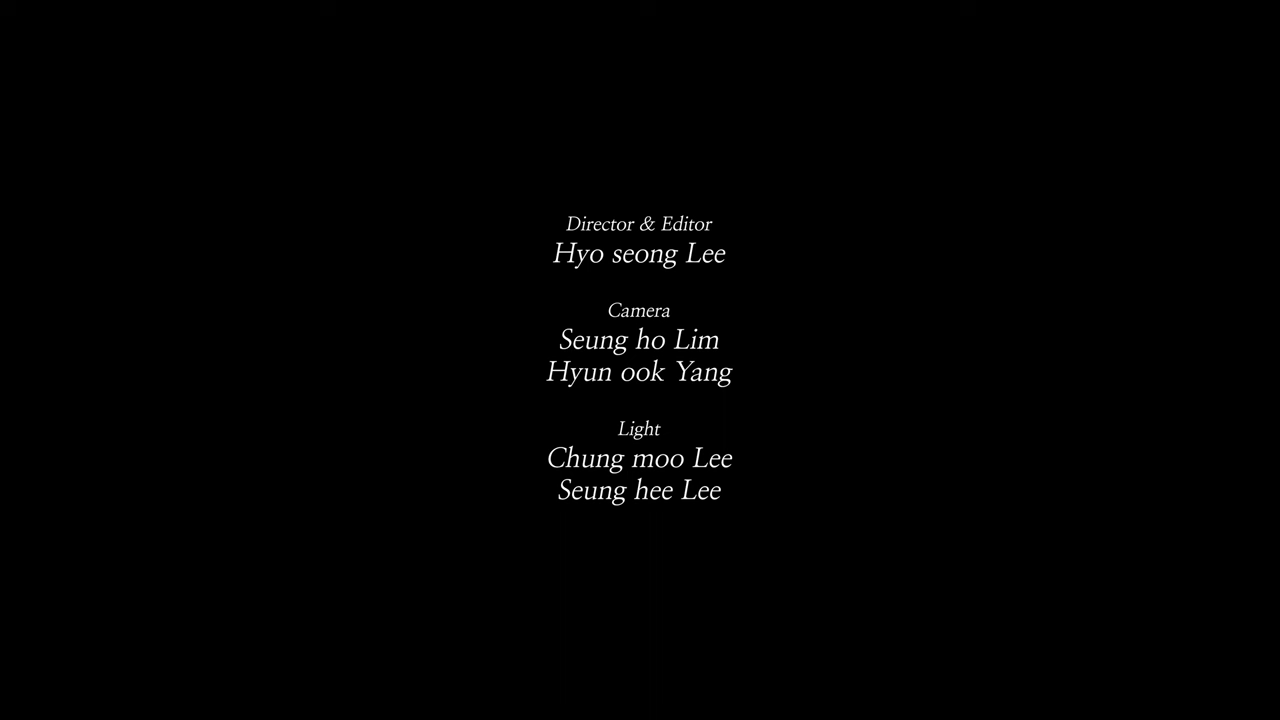 Director & Editor
Hyo seong Lee
Camera
Seung ho Lim
Hyun ook Yang
Light
Chung moo Lee
Seung hee Lee